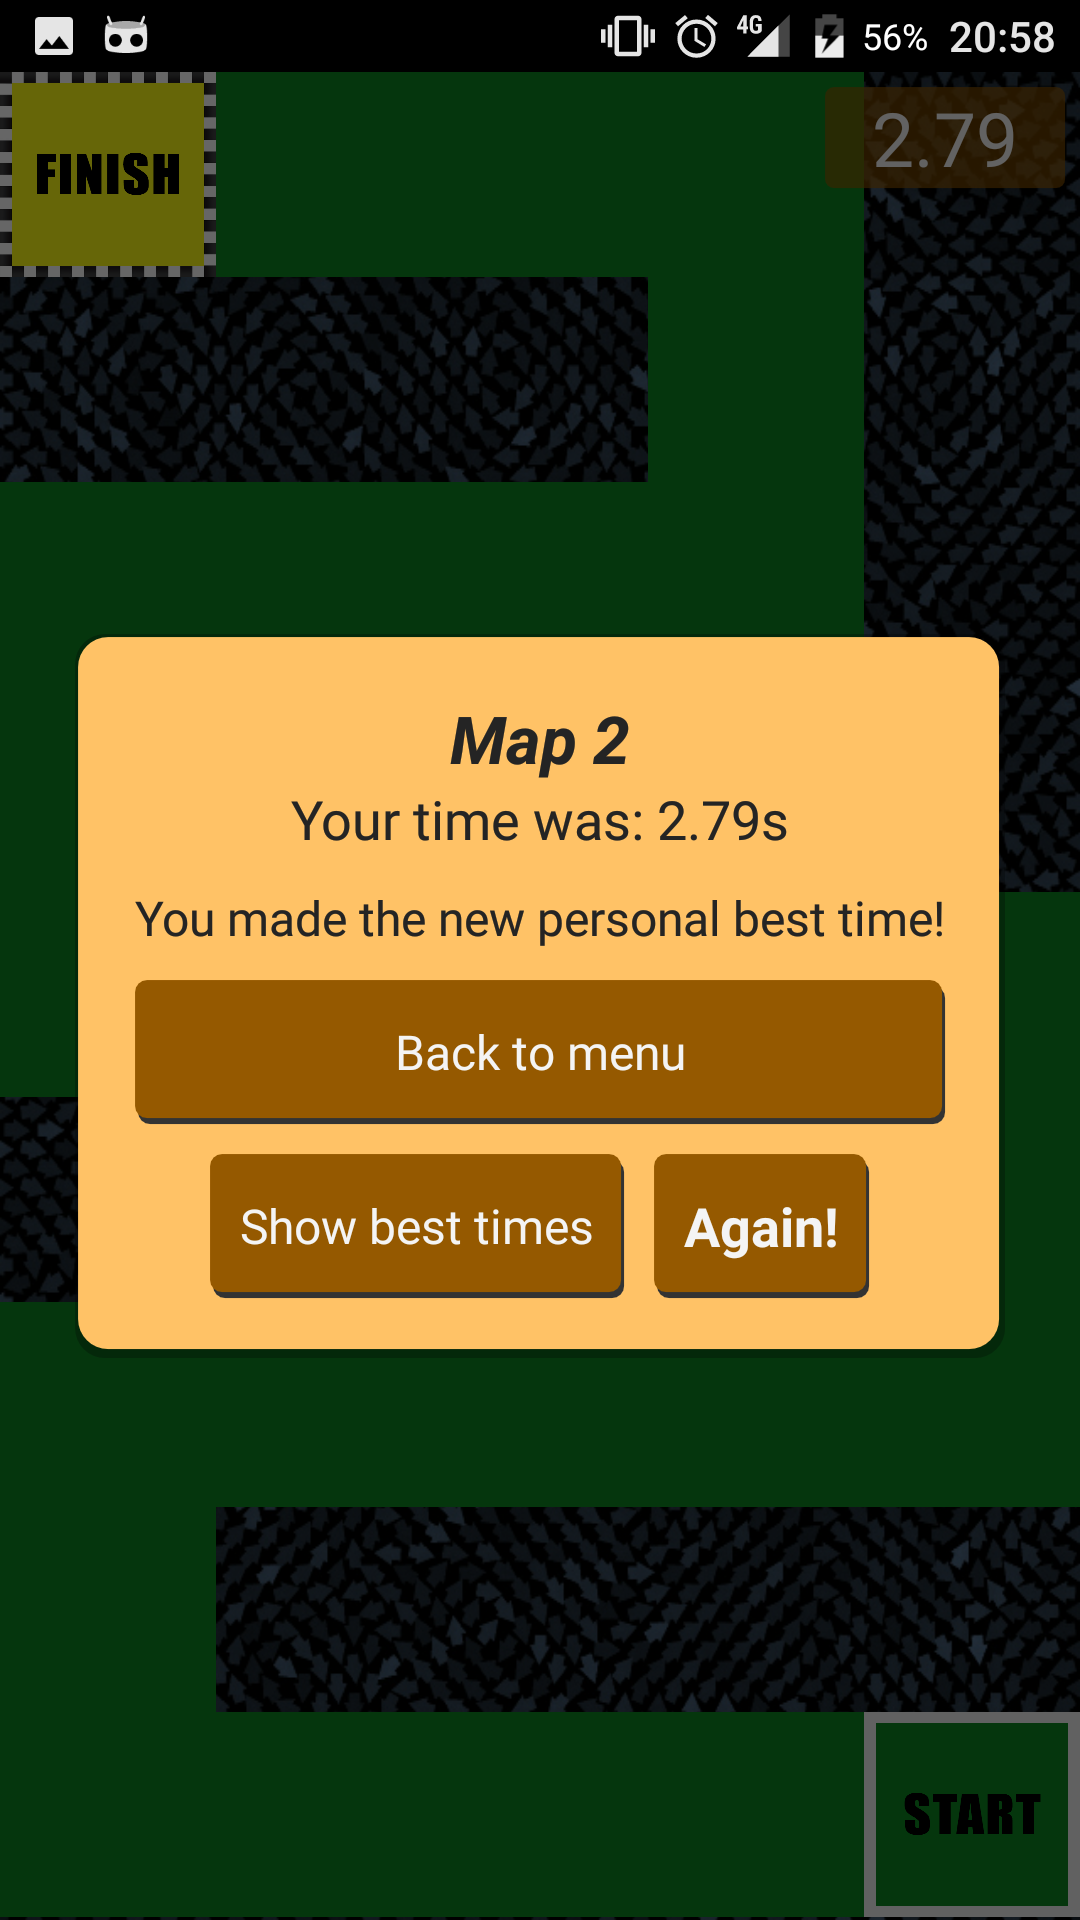 4G 56% 20:58
FINISH
2.79
Map 2
Your time was: 2.79s
You made the new personal best time!
Back to menu
Show best times
Again!
START